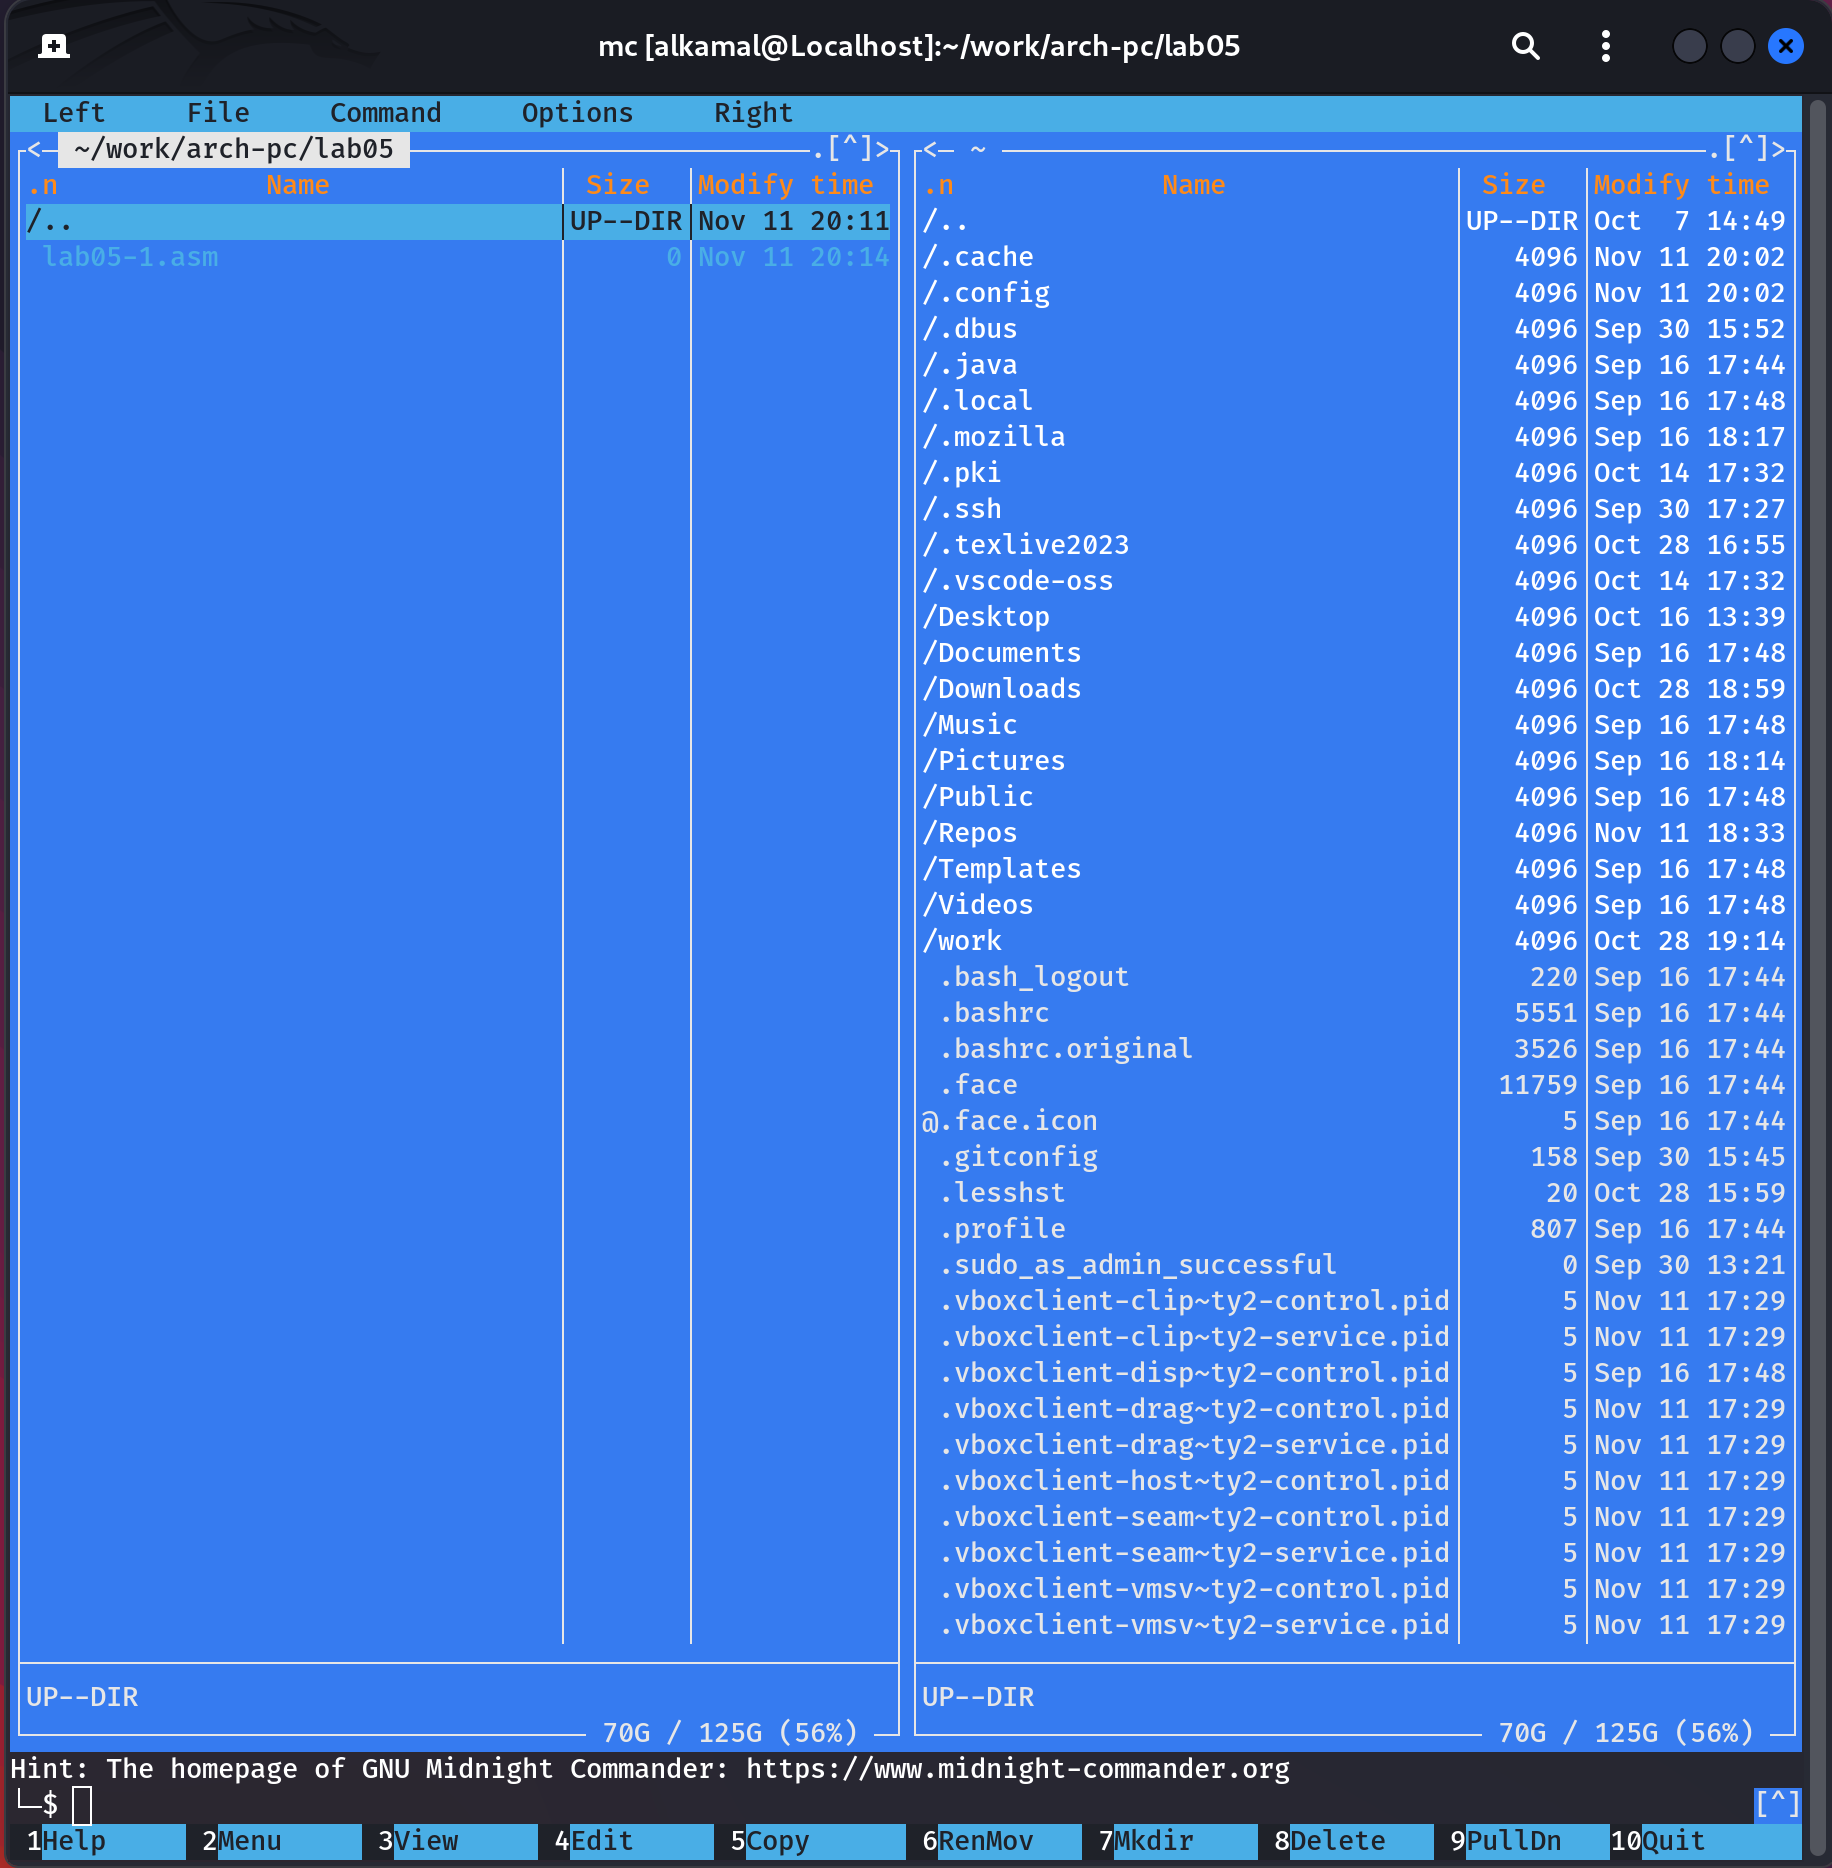 mc [alkamal@Localhost]:~/work/arch-pc/lab05
Left File Command Options Right
<─ ~/work/arch-pc/lab05 ─.[^]>
.n Name Size Modify time
/.. UP--DIR Nov 11 20:11
lab05-1.asm 0 Nov 11 20:14
UP--DIR
70G / 125G (56%)
<─ ~ ─.[^]>
.n Name Size Modify time
/.. UP--DIR Oct 7 14:49
/.cache 4096 Nov 11 20:02
/.config 4096 Nov 11 20:02
/.dbus 4096 Sep 30 15:52
/.java 4096 Sep 16 17:44
/.local 4096 Sep 16 17:48
/.mozilla 4096 Sep 16 18:17
/.pki 4096 Oct 14 17:32
/.ssh 4096 Sep 30 17:27
/.texlive2023 4096 Oct 28 16:55
/.vscode-oss 4096 Oct 14 17:32
/Desktop 4096 Oct 16 13:39
/Documents 4096 Sep 16 17:48
/Downloads 4096 Oct 28 18:59
/Music 4096 Sep 16 17:48
/Pictures 4096 Sep 16 18:14
/Public 4096 Sep 16 17:48
/Repos 4096 Nov 11 18:33
/Templates 4096 Sep 16 17:48
/Videos 4096 Sep 16 17:48
/work 4096 Oct 28 19:14
.bash_logout 220 Sep 16 17:44
.bashrc 5551 Sep 16 17:44
.bashrc.original 3526 Sep 16 17:44
.face 11759 Sep 16 17:44
@.face.icon 5 Sep 16 17:44
.gitconfig 158 Sep 30 15:45
.lesshst 20 Oct 28 15:59
.profile 807 Sep 16 17:44
.sudo_as_admin_successful 0 Sep 30 13:21
.vboxclient-clip~ty2-control.pid 5 Nov 11 17:29
.vboxclient-clip~ty2-service.pid 5 Nov 11 17:29
.vboxclient-disp~ty2-control.pid 5 Sep 16 17:48
.vboxclient-drag~ty2-control.pid 5 Nov 11 17:29
.vboxclient-drag~ty2-service.pid 5 Nov 11 17:29
.vboxclient-host~ty2-control.pid 5 Nov 11 17:29
.vboxclient-seam~ty2-control.pid 5 Nov 11 17:29
.vboxclient-seam~ty2-service.pid 5 Nov 11 17:29
.vboxclient-vmsv~ty2-control.pid 5 Nov 11 17:29
.vboxclient-vmsv~ty2-service.pid 5 Nov 11 17:29
UP--DIR
70G / 125G (56%)
Hint: The homepage of GNU Midnight Commander: https://www.midnight-commander.org
└─$ [^]
1Help 2Menu 3View 4Edit 5Copy 6RenMov 7Mkdir 8Delete 9PullDn 10Quit